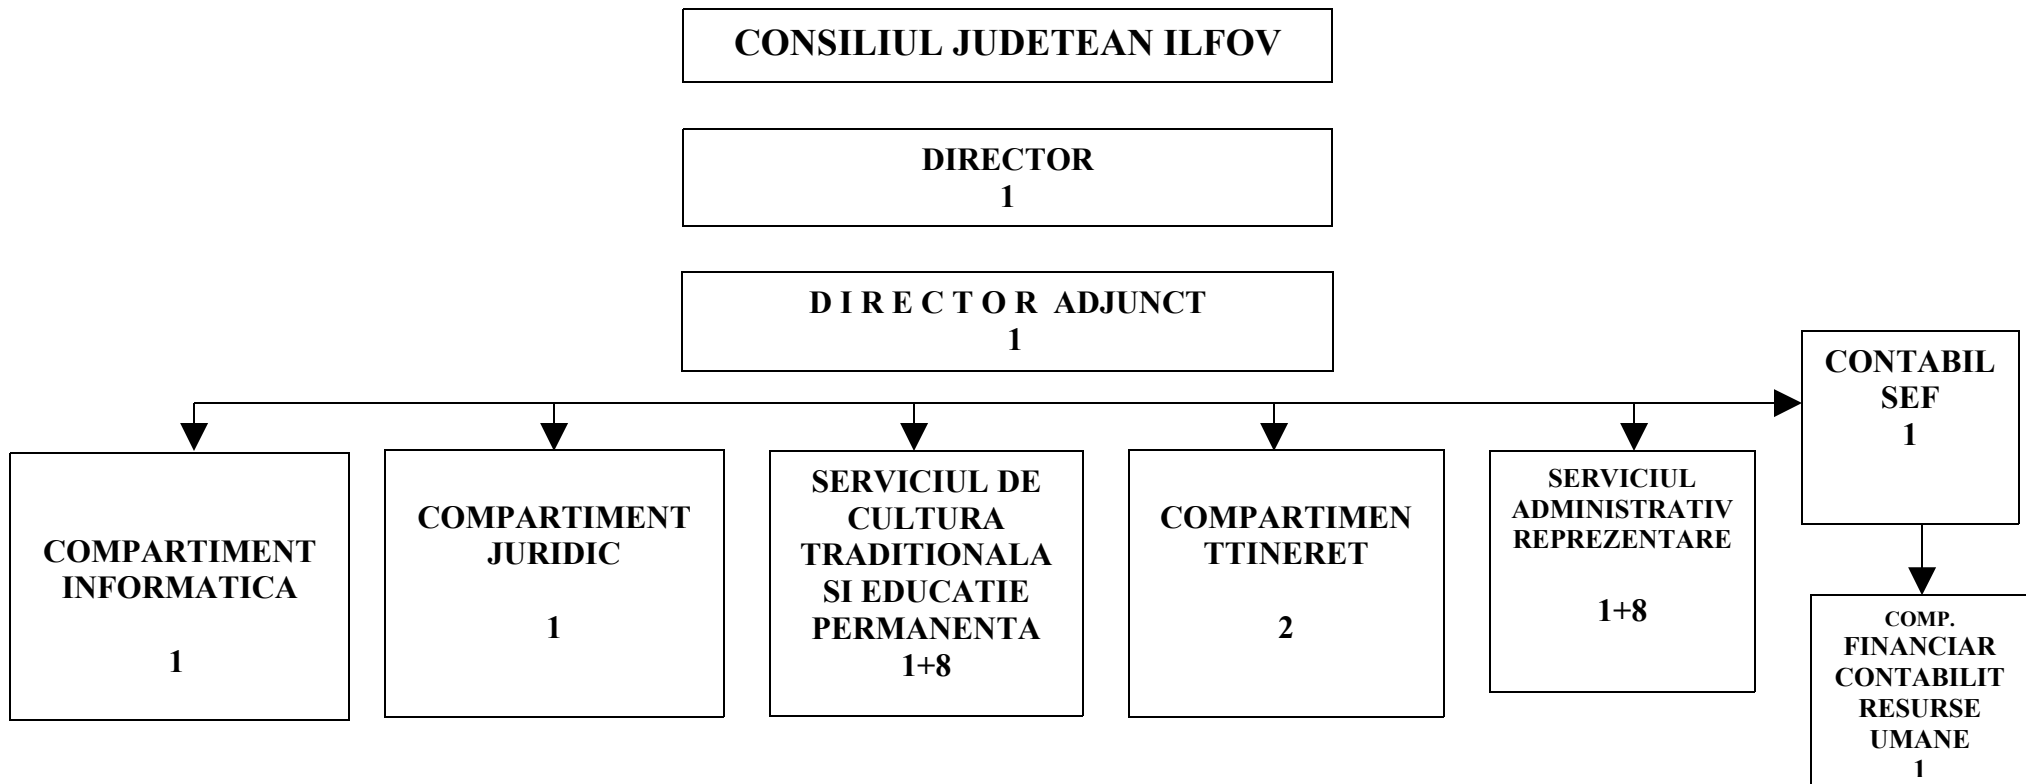 CONSILIUL JUDETEAN ILFOV
DIRECTOR
1
D I R E C T O R ADJUNCT
1
CONTABIL
SEF
1
COMPARTIMENT
INFORMATICA
1
COMPARTIMENT
JURIDIC
1
SERVICIUL DE
CULTURA
TRADITIONALA
SI EDUCATIE
PERMANENTA
1+8
COMPARTIMEN
TTINERET
2
SERVICIUL
ADMINISTRATIV
REPREZENTARE
1+8
COMP.
FINANCIAR
CONTABILIT
RESURSE
UMANE
1